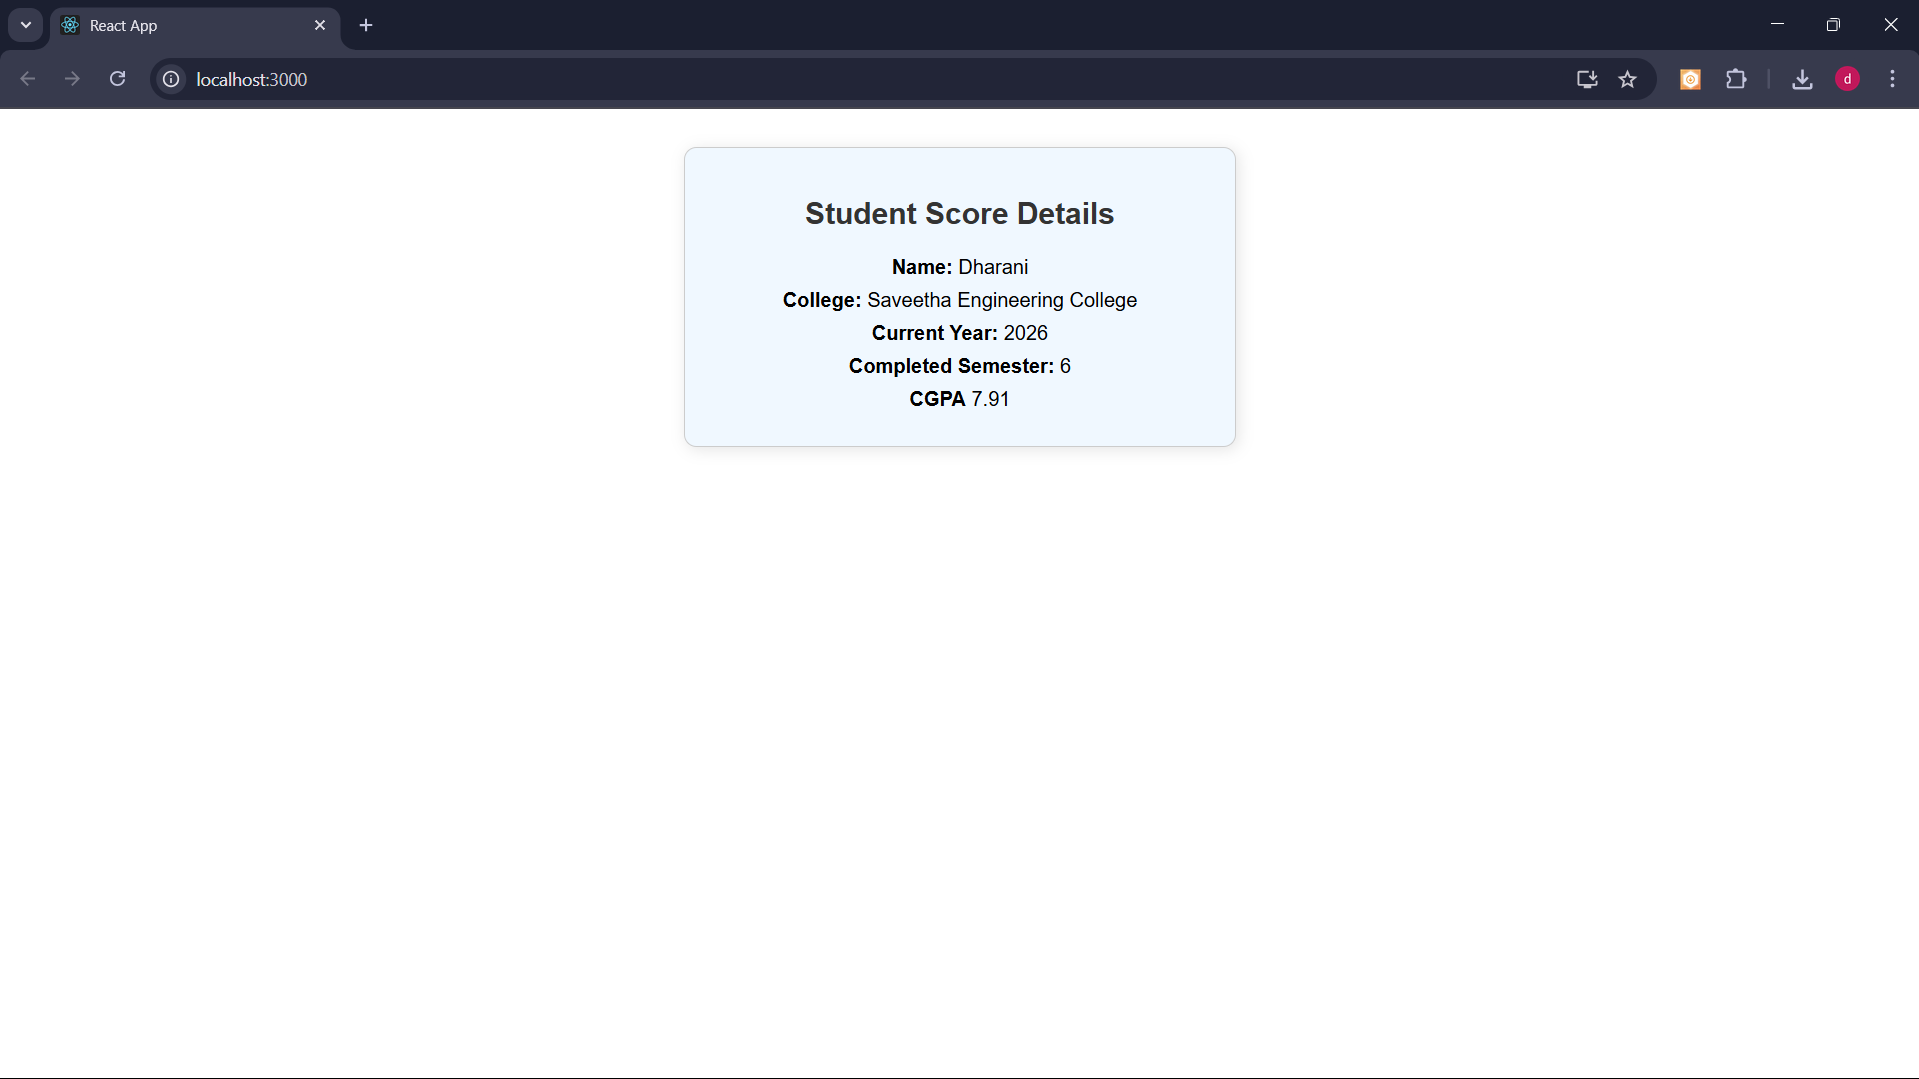 React App
localhost:3000
d
Student Score Details
Name: Dharani
College: Saveetha Engineering College
Current Year: 2026
Completed Semester: 6
CGPA 7.91